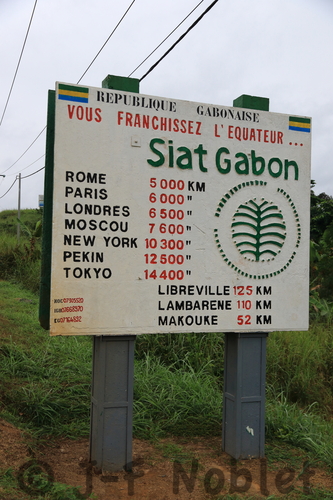 REPUBLIQUE GABONAISE
VOUS FRANCHISSEZ L'EQUATEUR ...
Siat Gabon
ROME 5 000 KM
PARIS 6 000 "
LONDRES 6 500 "
MOSCOU 7 600 "
NEW YORK 10 300 "
PEKIN 12 500 "
TOKYO 14 400 "
LIBREVILLE 125 KM
LAMBARENE 110 KM
MAKOUKE 52 KM
© J-F Noblet